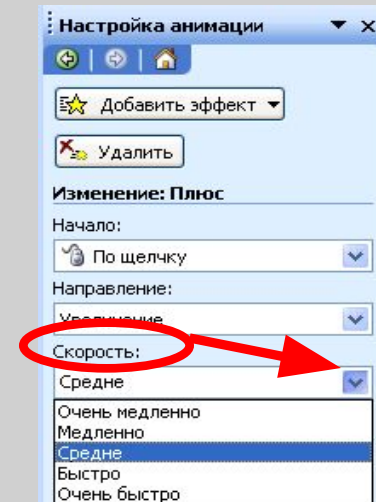 Настройка анимации
Добавить эффект
Удалить
Изменение: Плюс
Начало:
По щелчку
Направление:
Увеличение
Скорость:
Средне
Очень медленно
Медленно
Средне
Быстро
Очень быстро